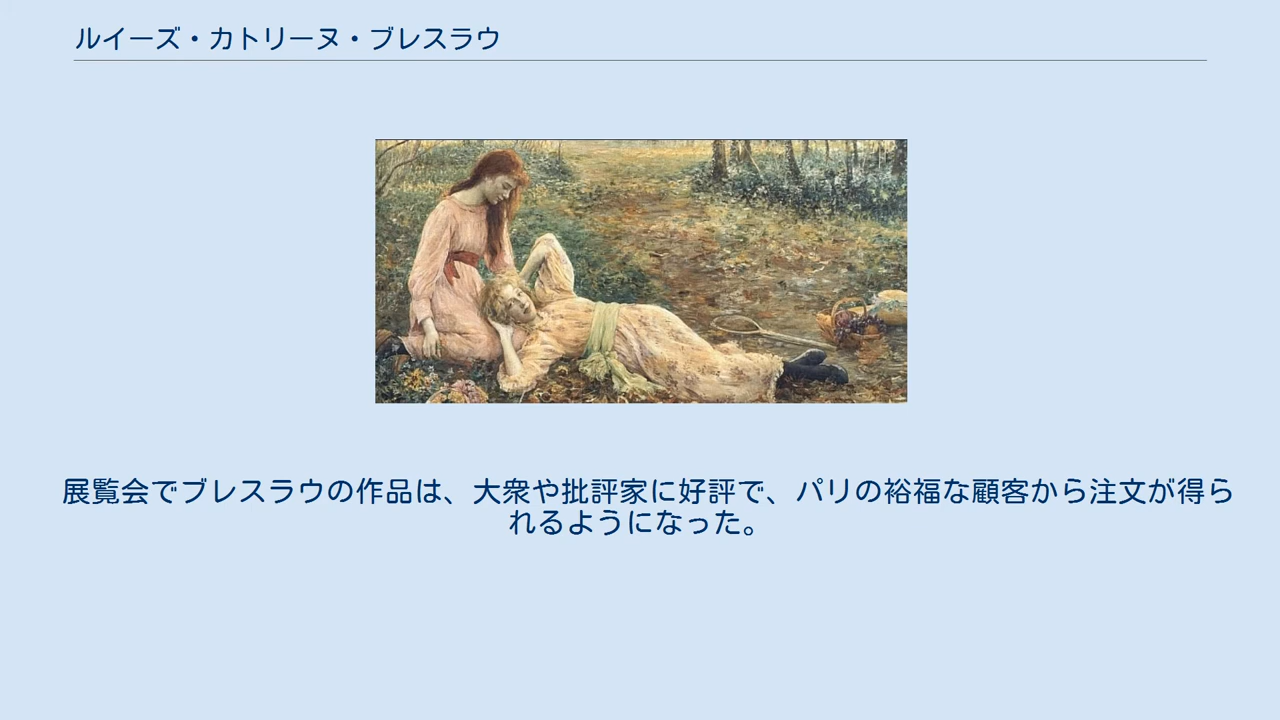 ルイーズ・カトリーヌ・ブレスラウ
展覧会でブレスラウの作品は、大衆や批評家に好評で、パリの裕福な顧客から注文が得ら
れるようになった。